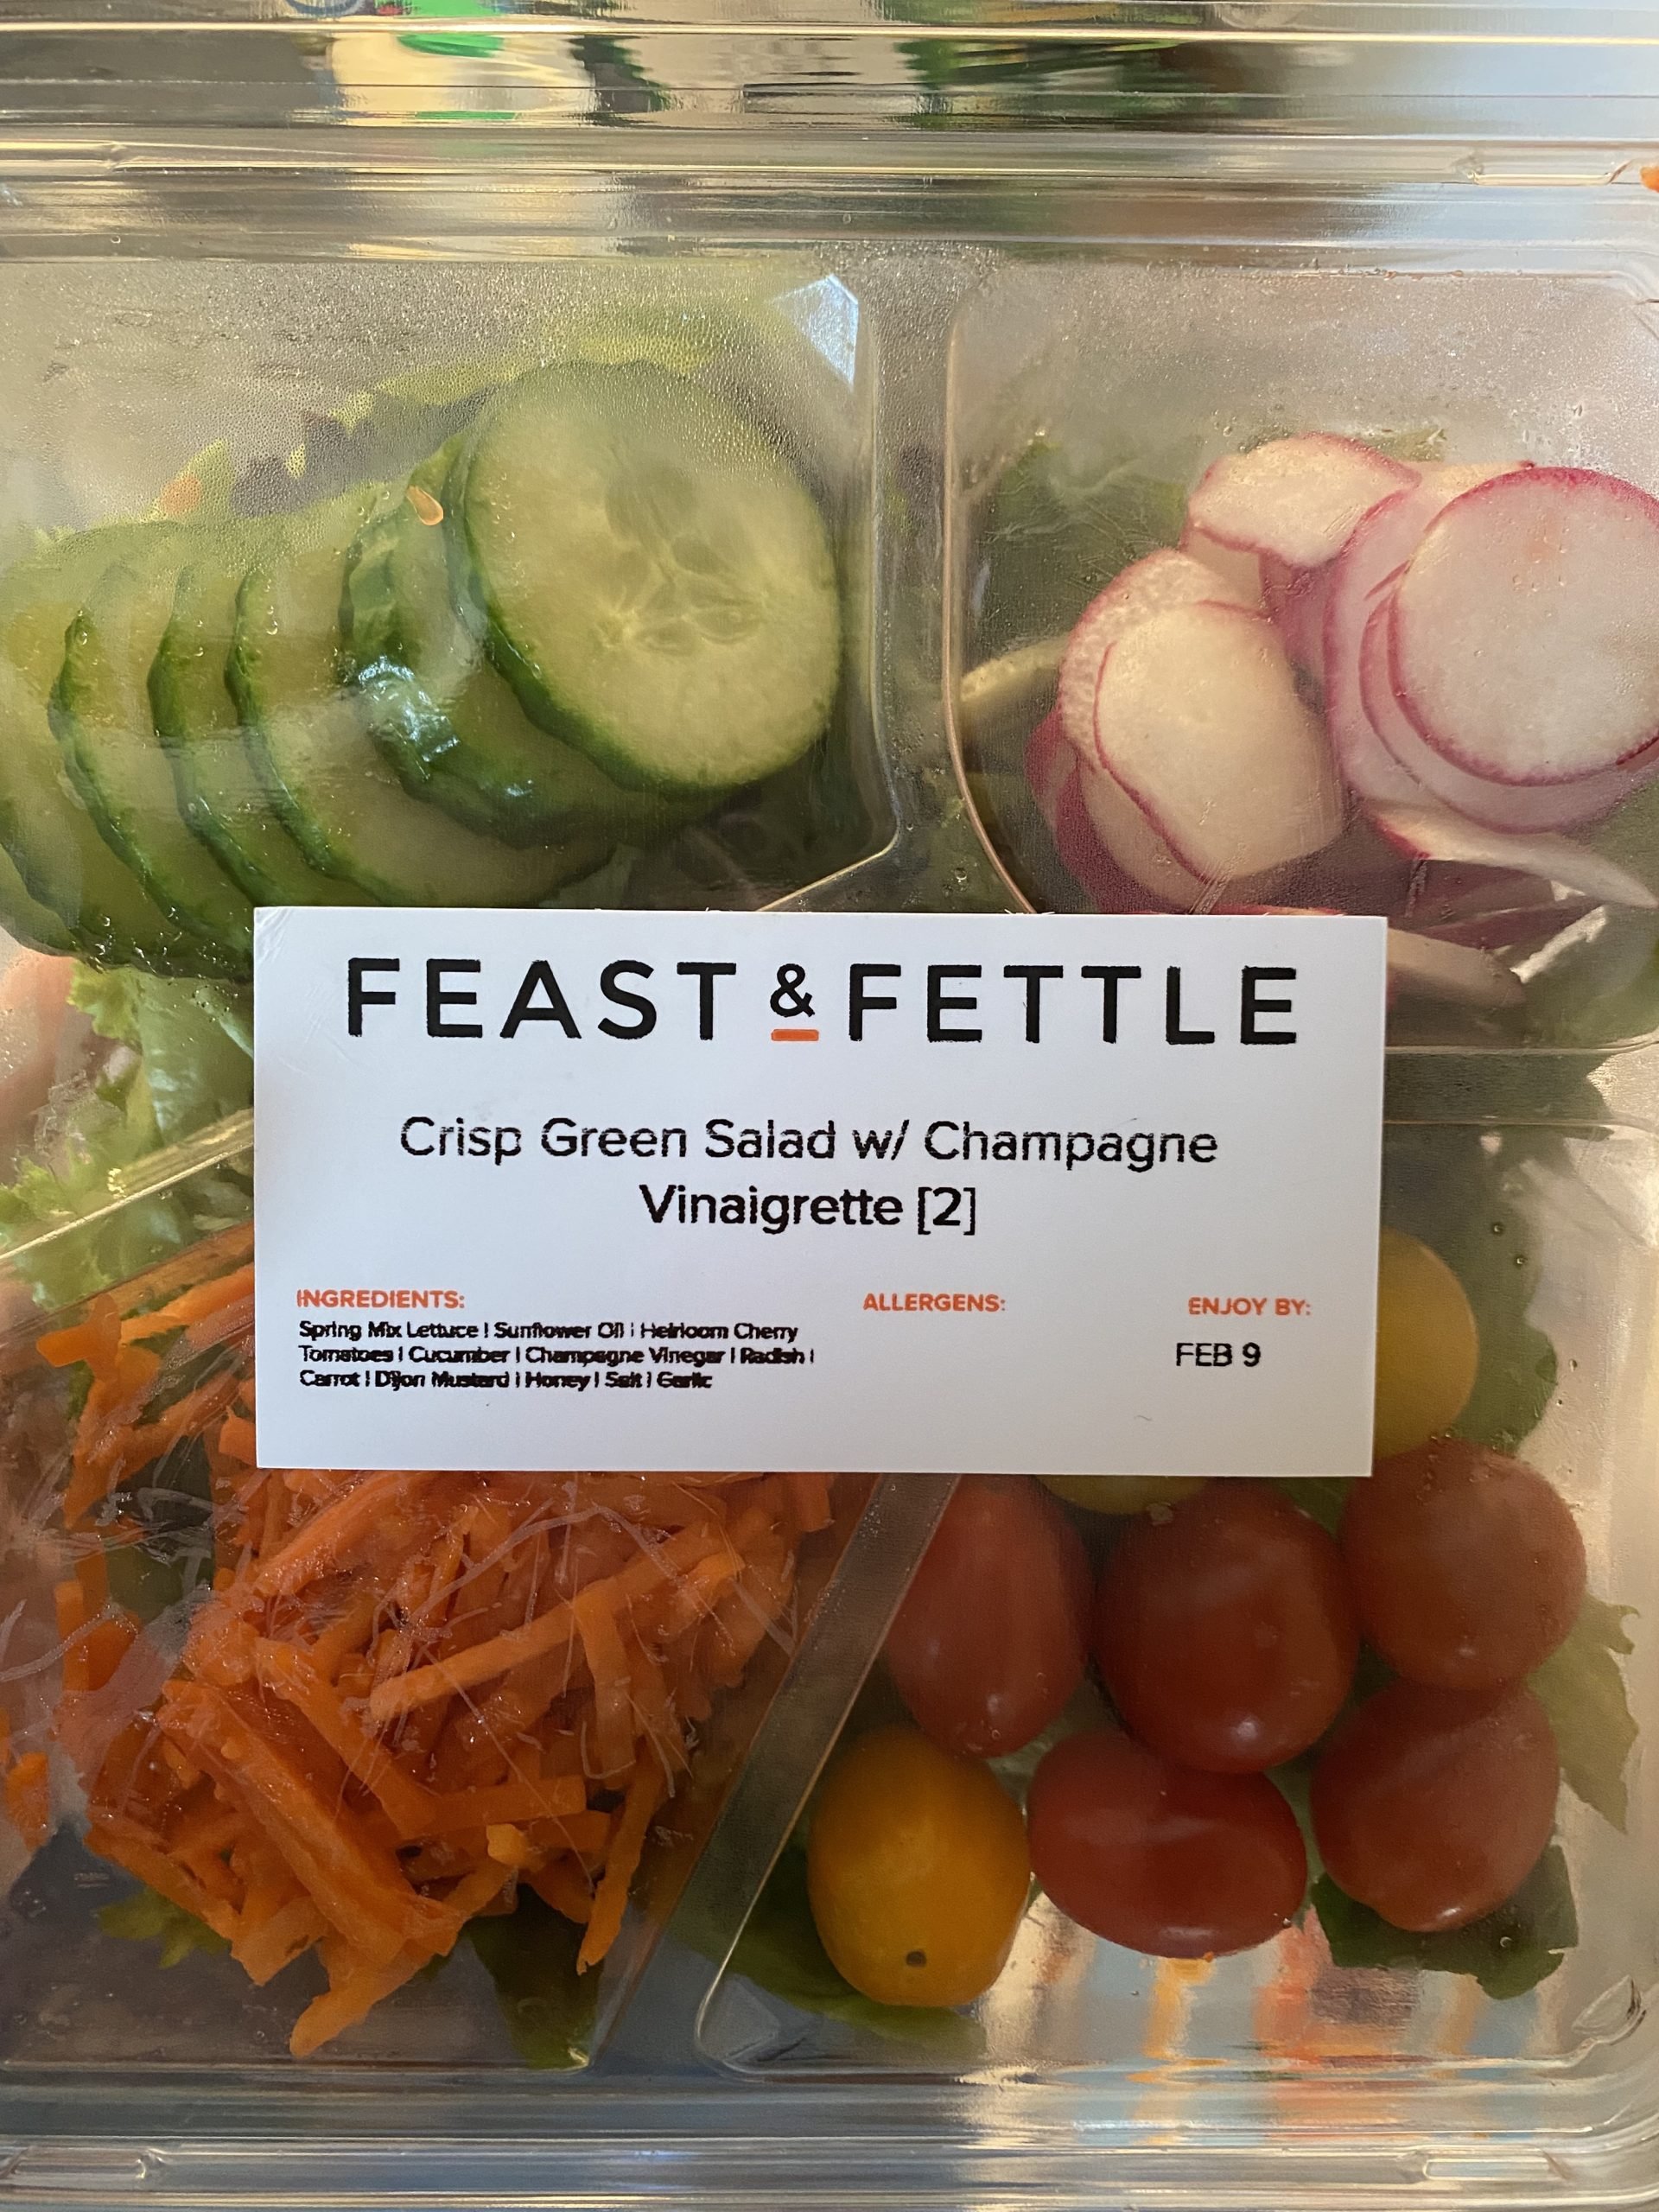 FEAST & FETTLE
Crisp Green Salad w/ Champagne
Vinaigrette [2]
INGREDIENTS:
Spring Mix Lettuce | Sunflower Oil | Heirloom Cherry
Tomatoes | Cucumber | Champagne Vinegar | Radish |
Carrot | Dijon Mustard | Honey | Salt | Garlic
ALLERGENS:
ENJOY BY:
FEB 9